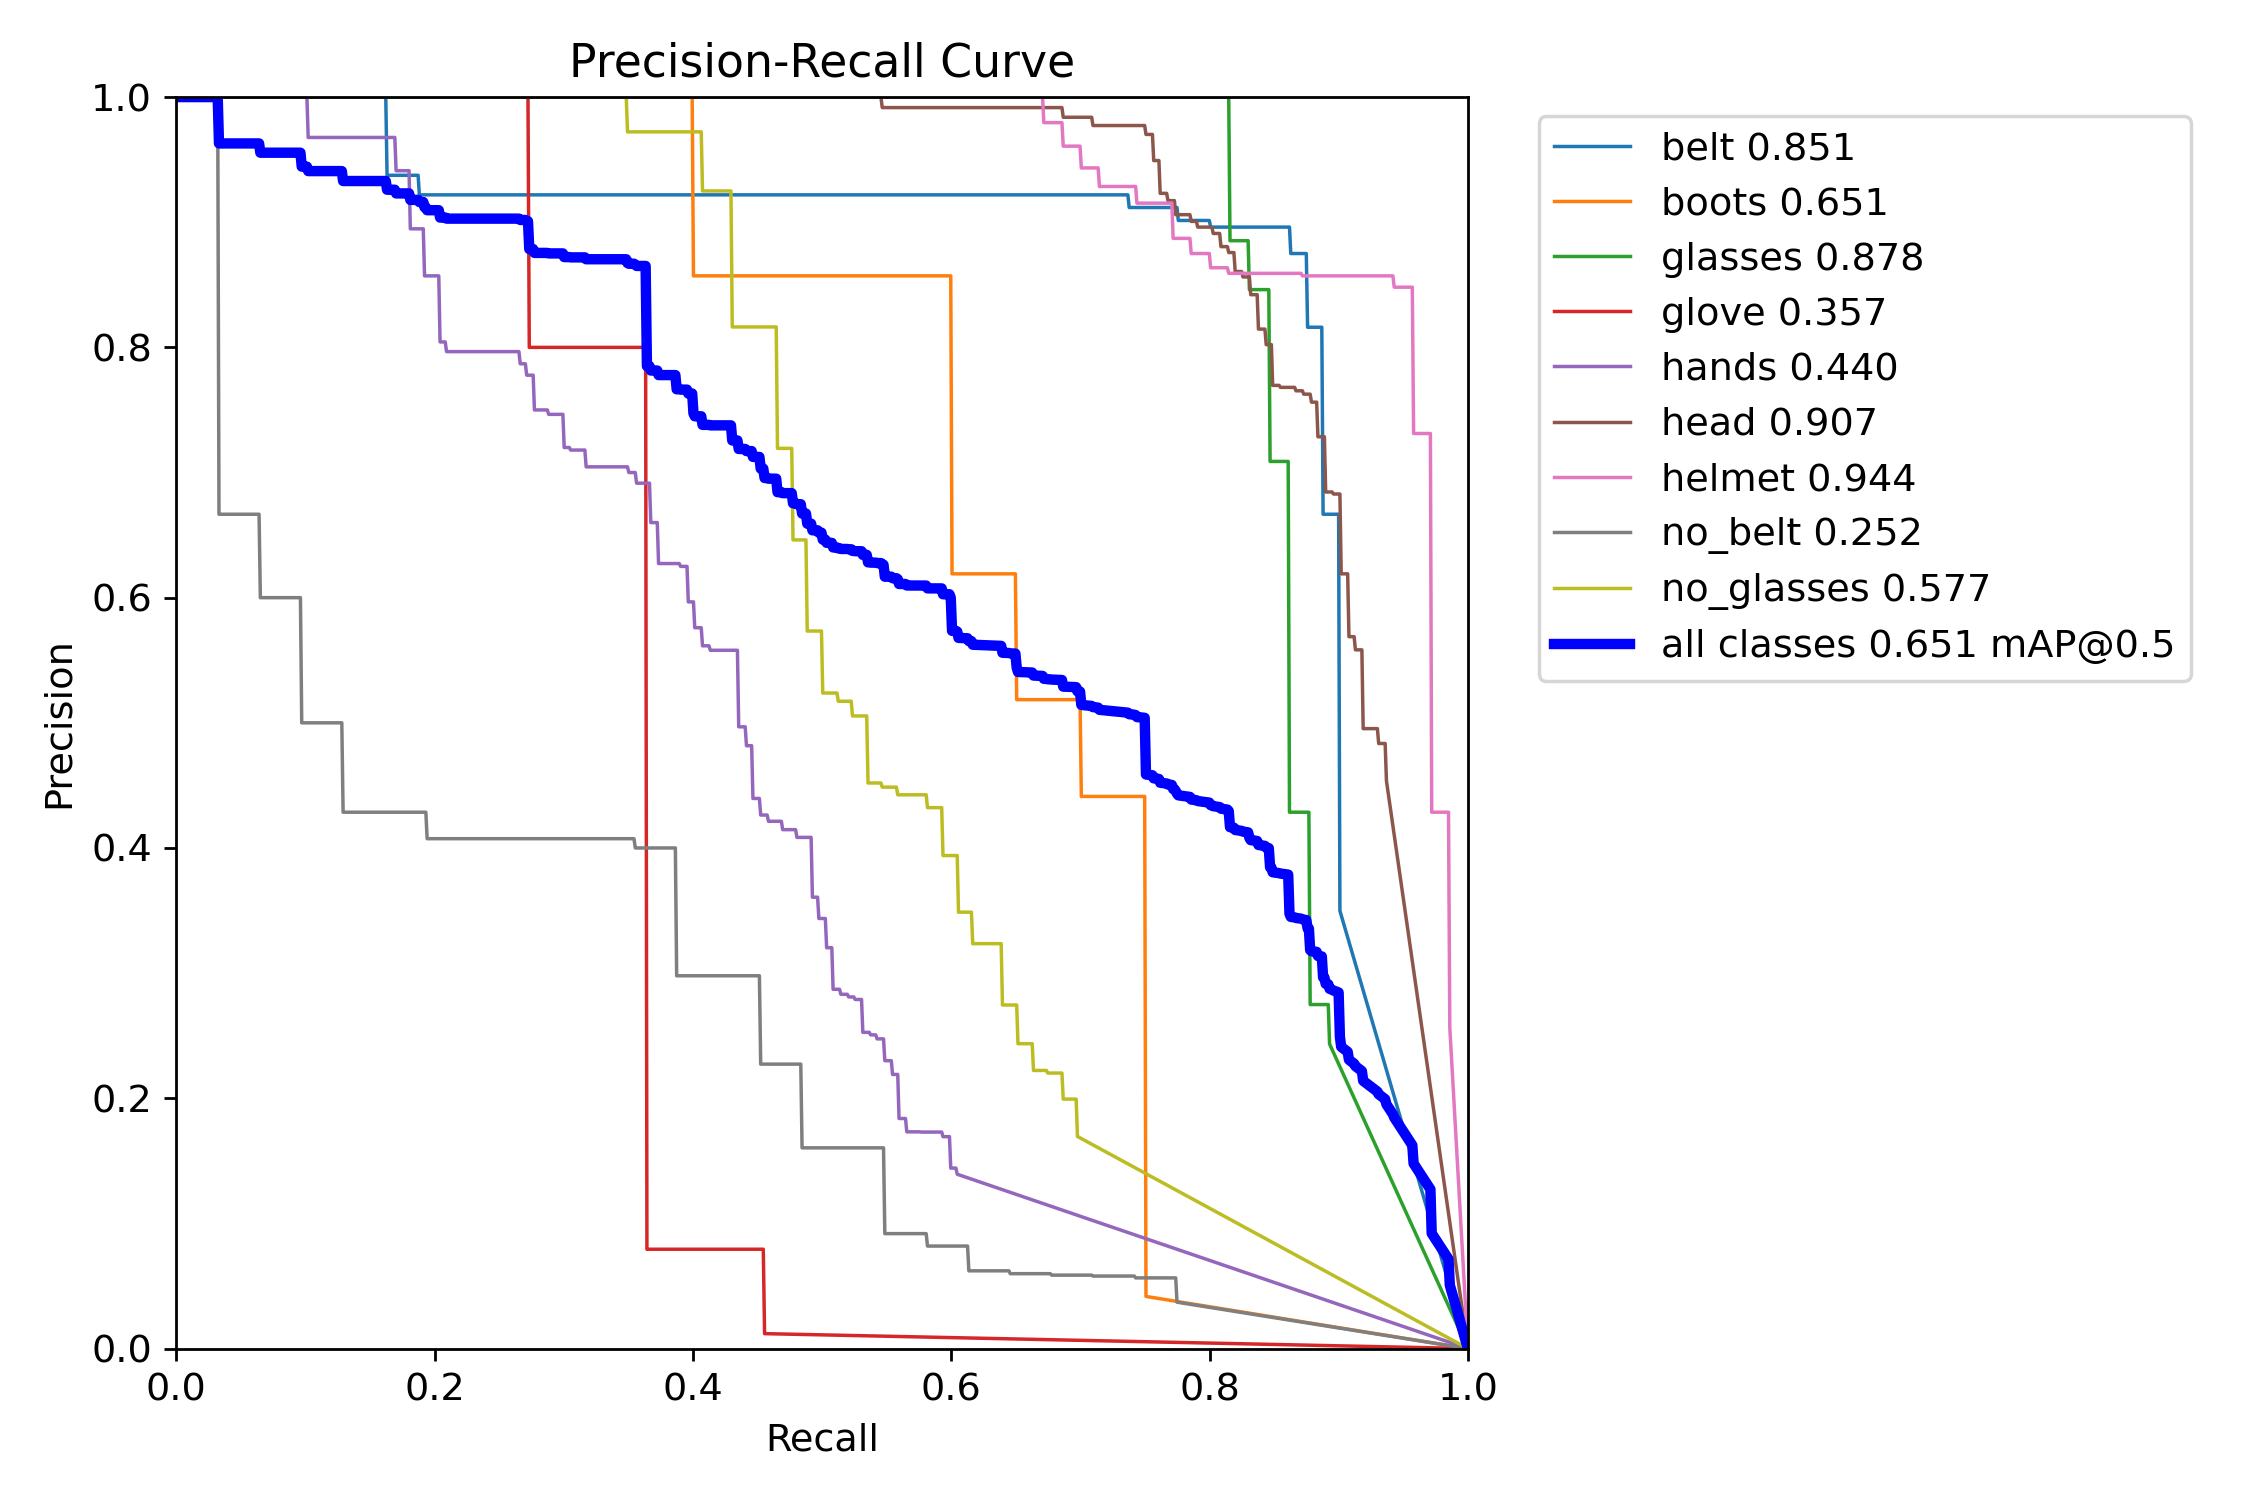 Precision-Recall Curve
1.0
0.8
0.6
0.4
0.2
0.0
Precision
0.0 0.2 0.4 0.6 0.8 1.0
Recall
belt 0.851
boots 0.651
glasses 0.878
glove 0.357
hands 0.440
head 0.907
helmet 0.944
no_belt 0.252
no_glasses 0.577
all classes 0.651 mAP@0.5